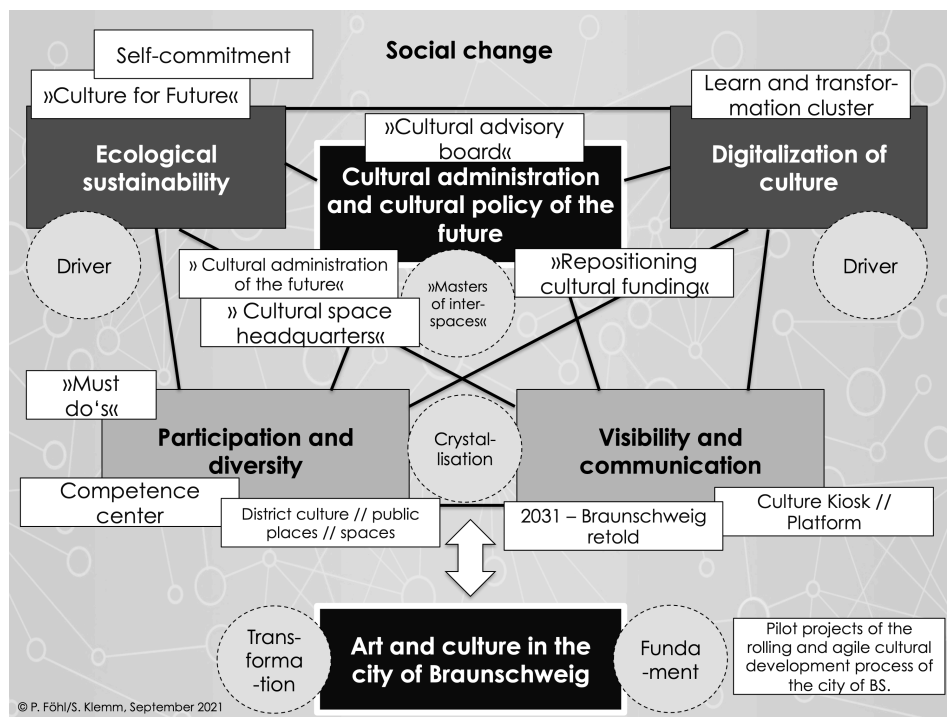 Social change
Self-commitment
»Culture for Future«
Ecological
sustainability
Driver
»Cultural advisory
board«
Cultural administration
and cultural policy of the
future
Learn and transfor-
mation cluster
Digitalization of
culture
Driver
» Cultural administration
of the future«
» Cultural space
headquarters«
»Masters
of inter-
spaces«
»Repositioning
cultural funding«
»Must
do‘s«
Participation and
diversity
Competence
center
District culture // public
places // spaces
Crystal-
lisation
Visibility and
communication
2031 – Braunschweig
retold
Culture Kiosk //
Platform
Trans-
forma
-tion
Art and culture in the
city of Braunschweig
Funda
-ment
Pilot projects of the
rolling and agile cultural
development process of
the city of BS.
© P. Föhl/S. Klemm, September 2021